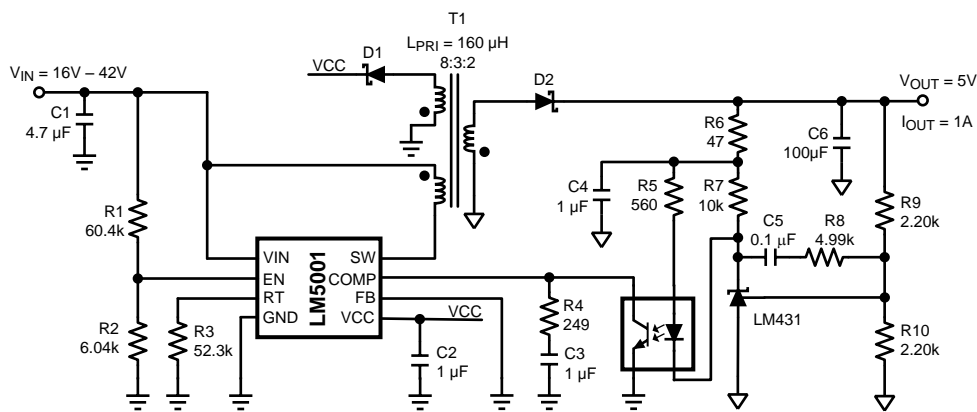 T1
L_PRI = 160 µH
8:3:2
D1
VCC
V_IN = 16V – 42V
C1
4.7 µF
D2
V_OUT = 5V
I_OUT = 1A
R6
47
C6
100µF
C4
1 µF
R5
560
R7
10k
R9
2.20k
C5
0.1 µF
R8
4.99k
R1
60.4k
VIN
SW
EN
COMP
RT
FB
GND
VCC
LM5001
VCC
R4
249
LM431
R2
6.04k
R3
52.3k
C2
1 µF
C3
1 µF
R10
2.20k